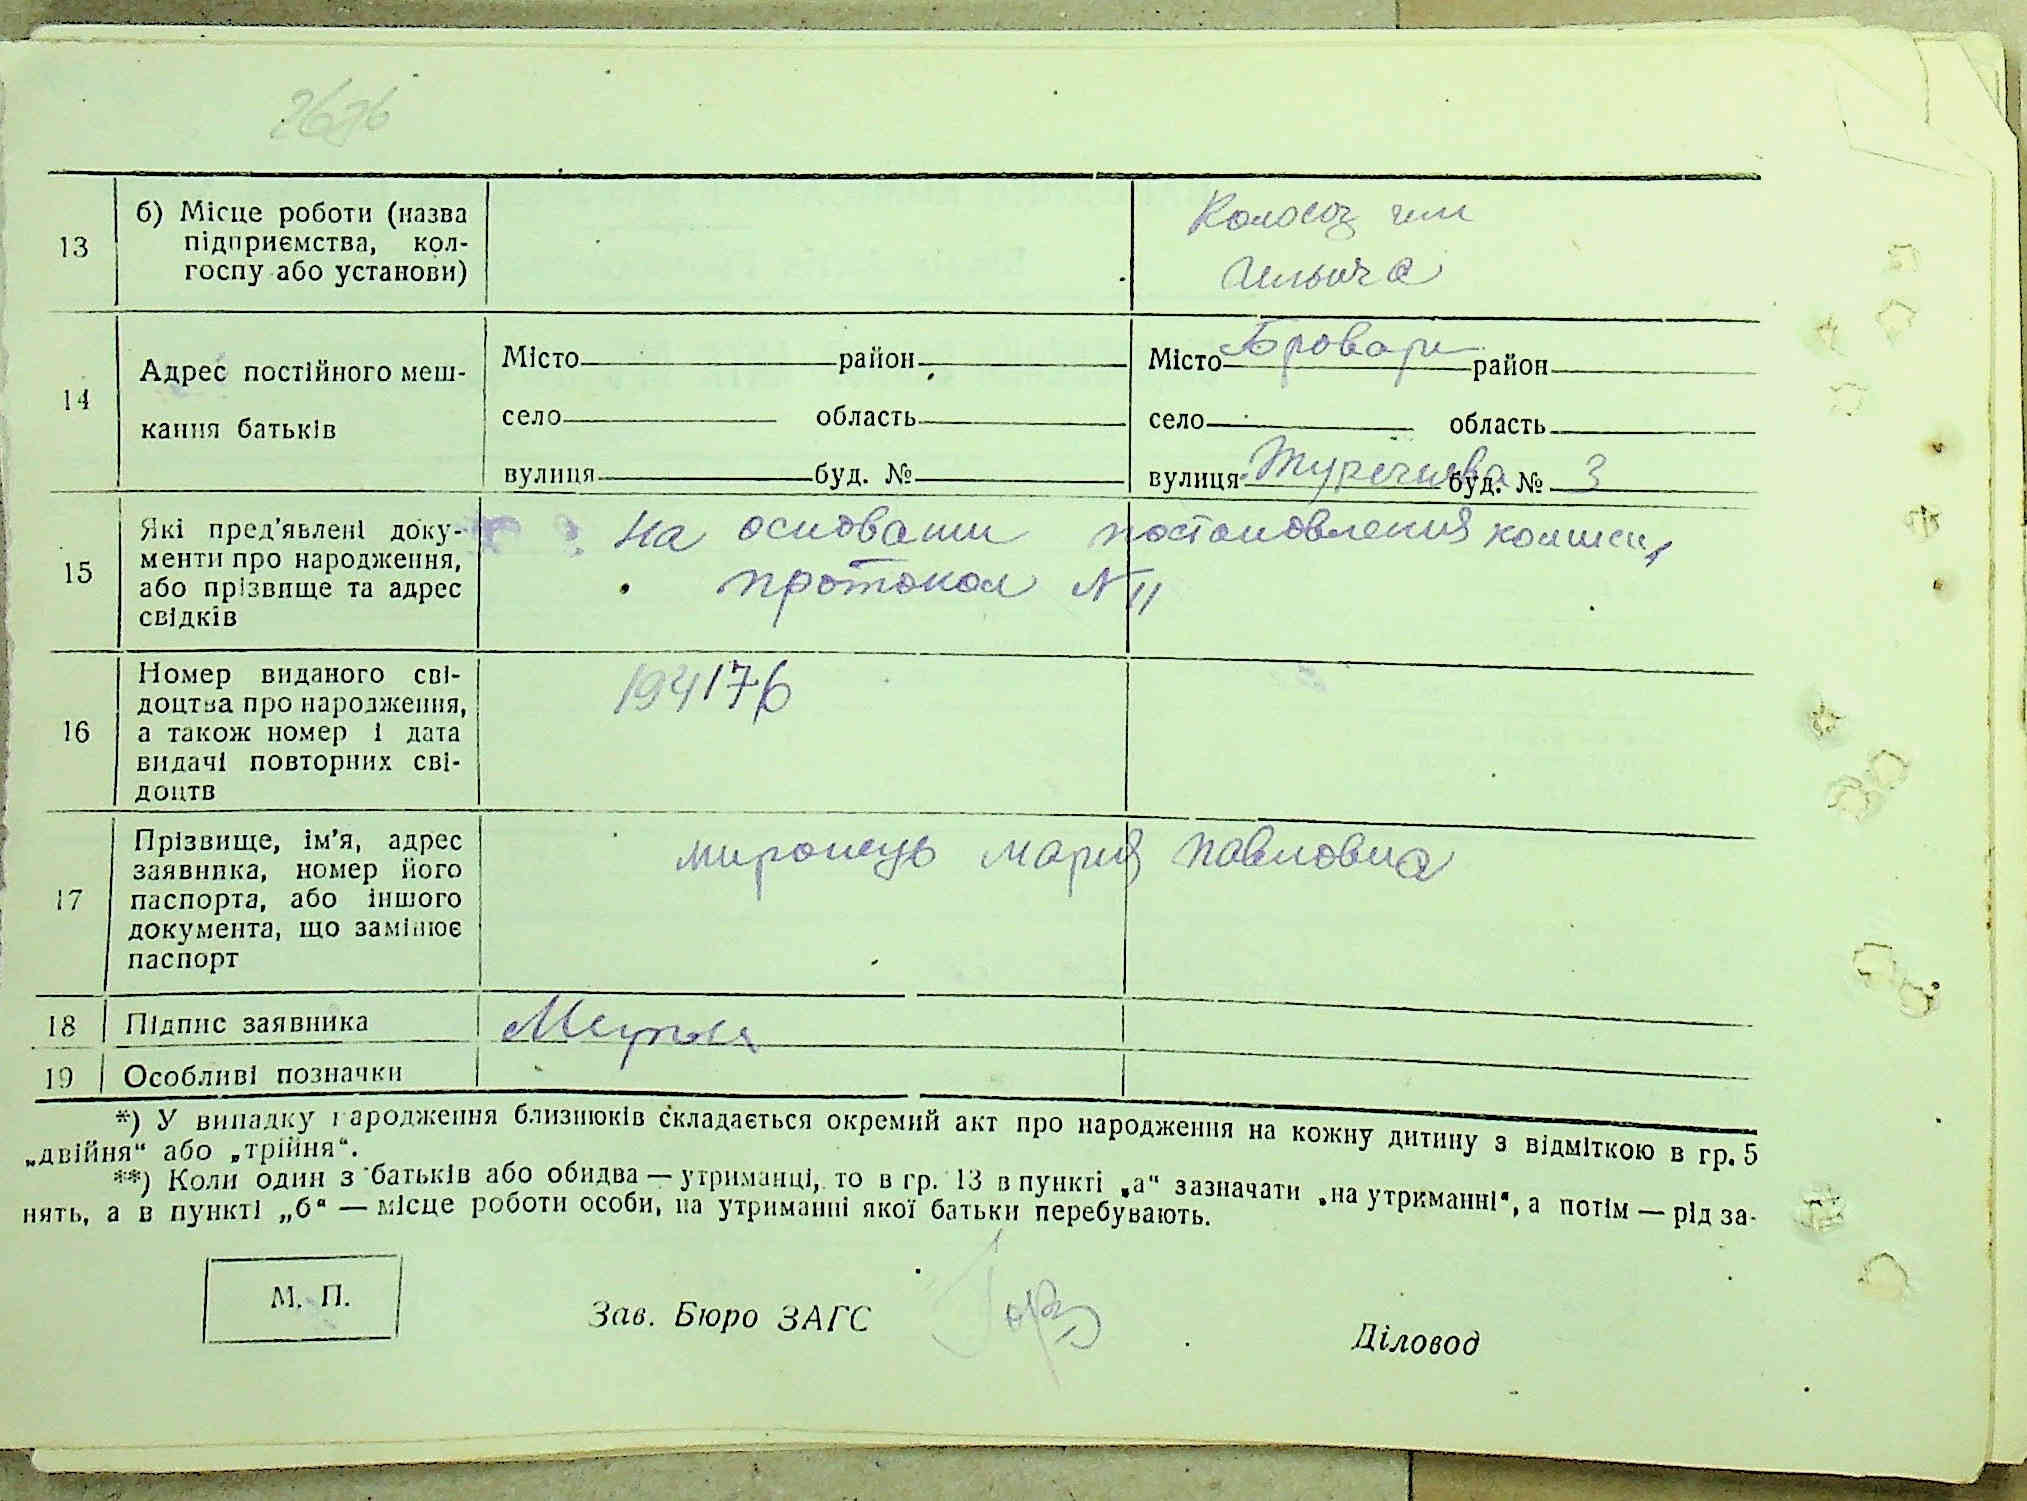 13 б) Місце роботи (назва
підприємства, кол-
госпу або установи)
Колхоз им
Ильича
14 Адрес постійного меш-
кання батьків
Місто район
село область
вулиця буд. №
Місто Бровари район
село область
вулиця буд. № 3
15 Які пред'явлені доку-
менти про народження,
або прізвище та адрес
свідків
На основании постановления комисии
протокол N 11
16 Номер виданого сві-
доцтва про народження,
а також номер і дата
видачі повторних сві-
доцтв
194176
17 Прізвище, ім'я, адрес
заявника, номер його
паспорта, або іншого
документа, що замінює
паспорт
миронець мария павловна
18 Підпис заявника
19 Особливі позначки
*) У випадку народження близнюків складається окремий акт про народження на кожну дитину з відміткою в гр. 5
„двійня“ або „трійня“.
**) Коли один з батьків або обидва — утриманці, то в гр. 13 в пункті „а“ зазначати „на утриманні“, а потім — рід за-
нять, а в пункті „б“ — місце роботи особи, на утриманні якої батьки перебувають.
М. П.
Зав. Бюро ЗАГС
Діловод